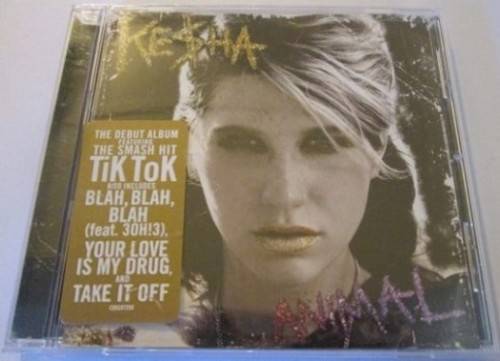 KE$HA
THE DEBUT ALBUM
FEATURING
THE SMASH HIT
TiK ToK
ALSO INCLUDES
BLAH, BLAH,
BLAH
(feat. 3OH!3),
YOUR LOVE
IS MY DRUG,
AND
TAKE IT OFF
ANIMAL